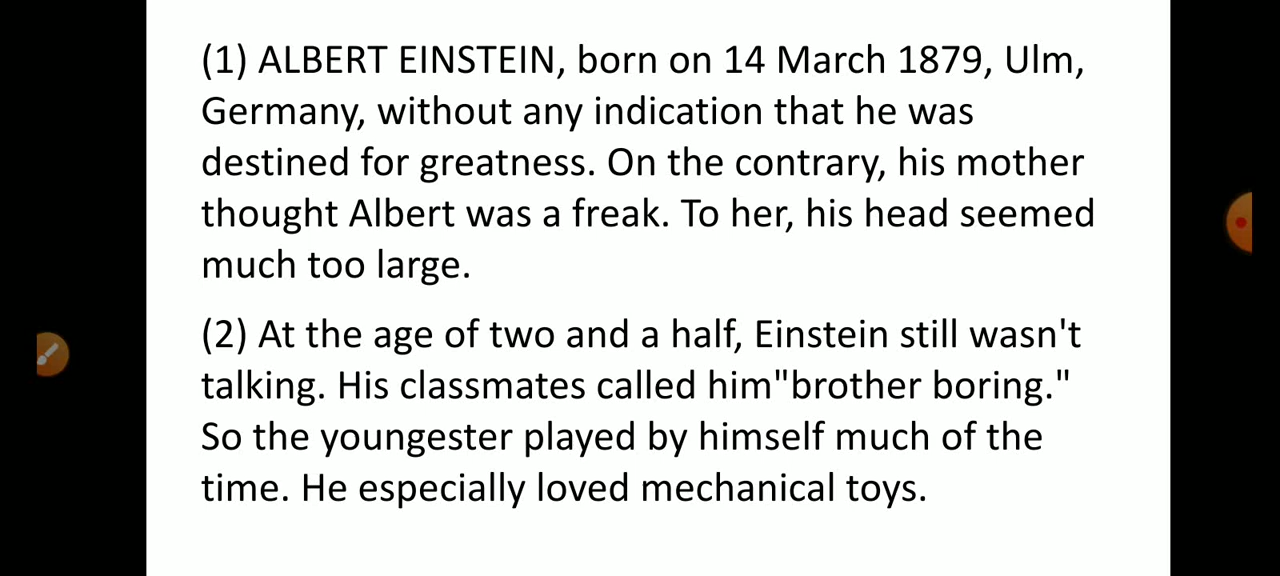 (1) ALBERT EINSTEIN, born on 14 March 1879, Ulm,
Germany, without any indication that he was
destined for greatness. On the contrary, his mother
thought Albert was a freak. To her, his head seemed
much too large.
(2) At the age of two and a half, Einstein still wasn't
talking. His classmates called him"brother boring."
So the youngester played by himself much of the
time. He especially loved mechanical toys.